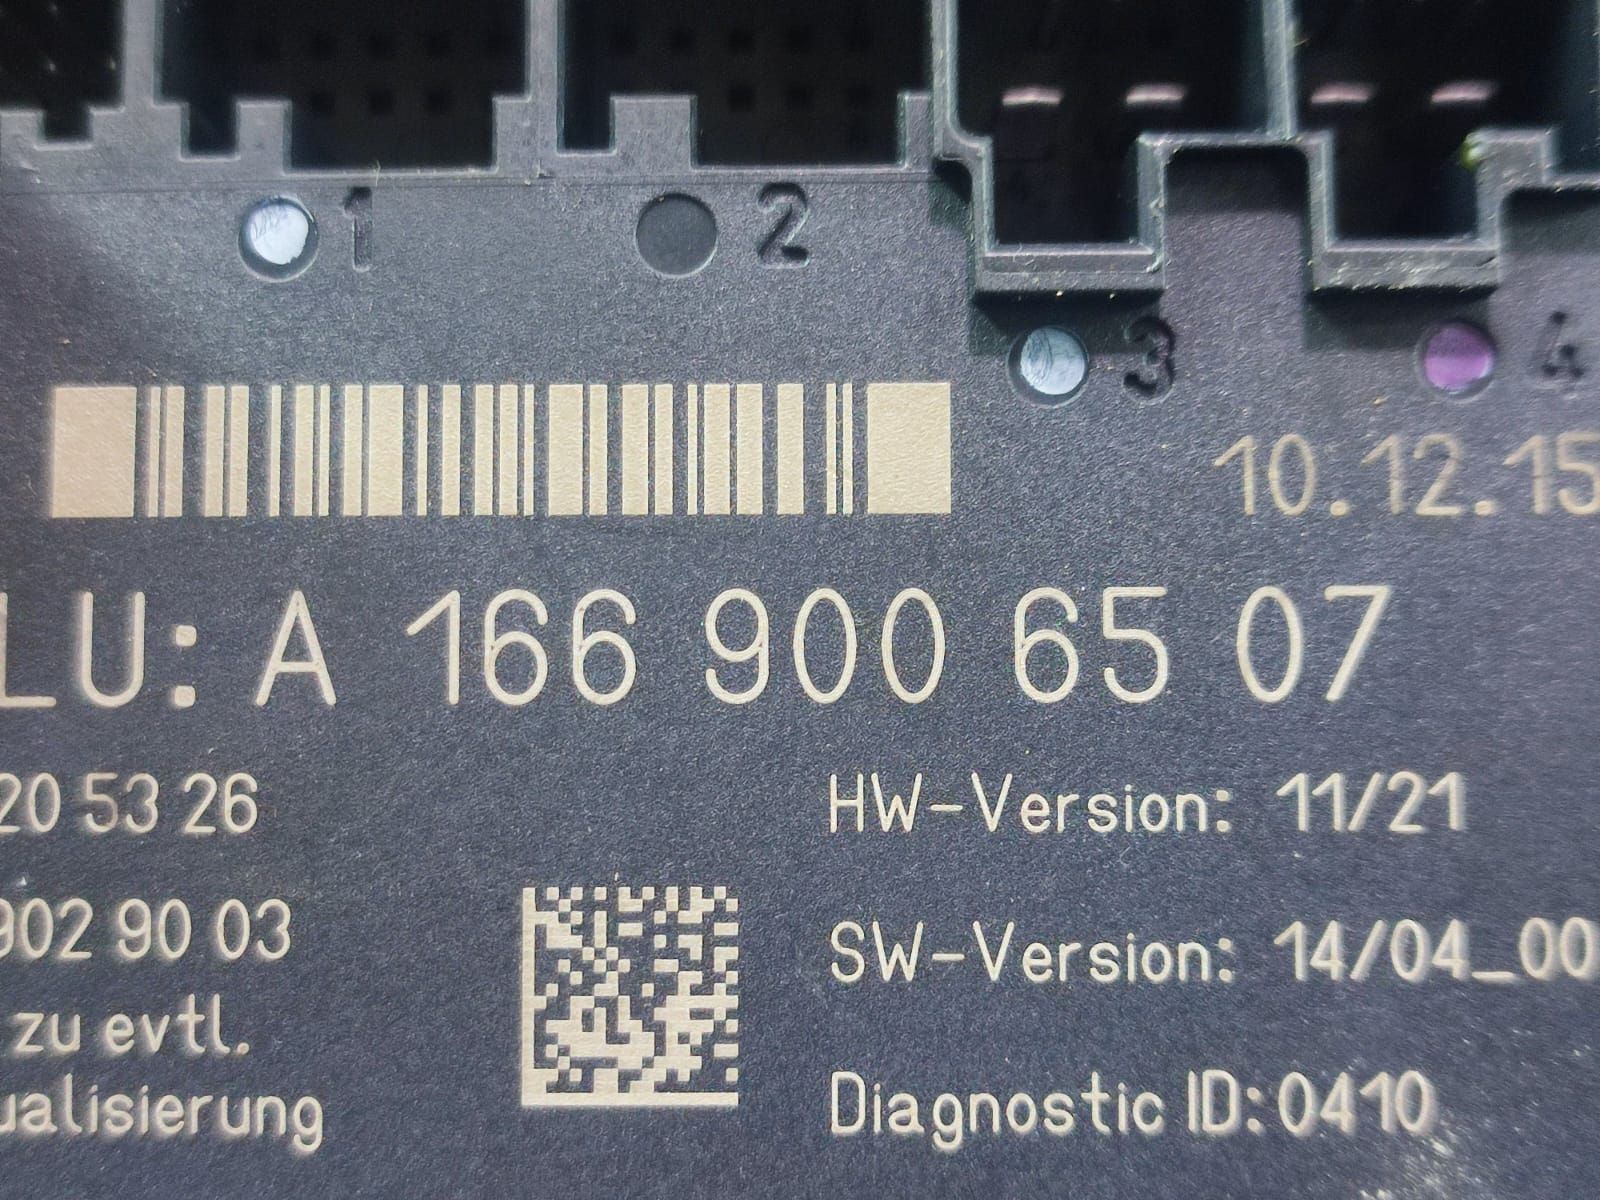 1
2
3
4
10.12.15
LU: A 166 900 65 07
205 53 26
HW-Version: 11/21
902 90 03
SW-Version: 14/04_00
zu evtl.
ualisierung
Diagnostic ID: 0410